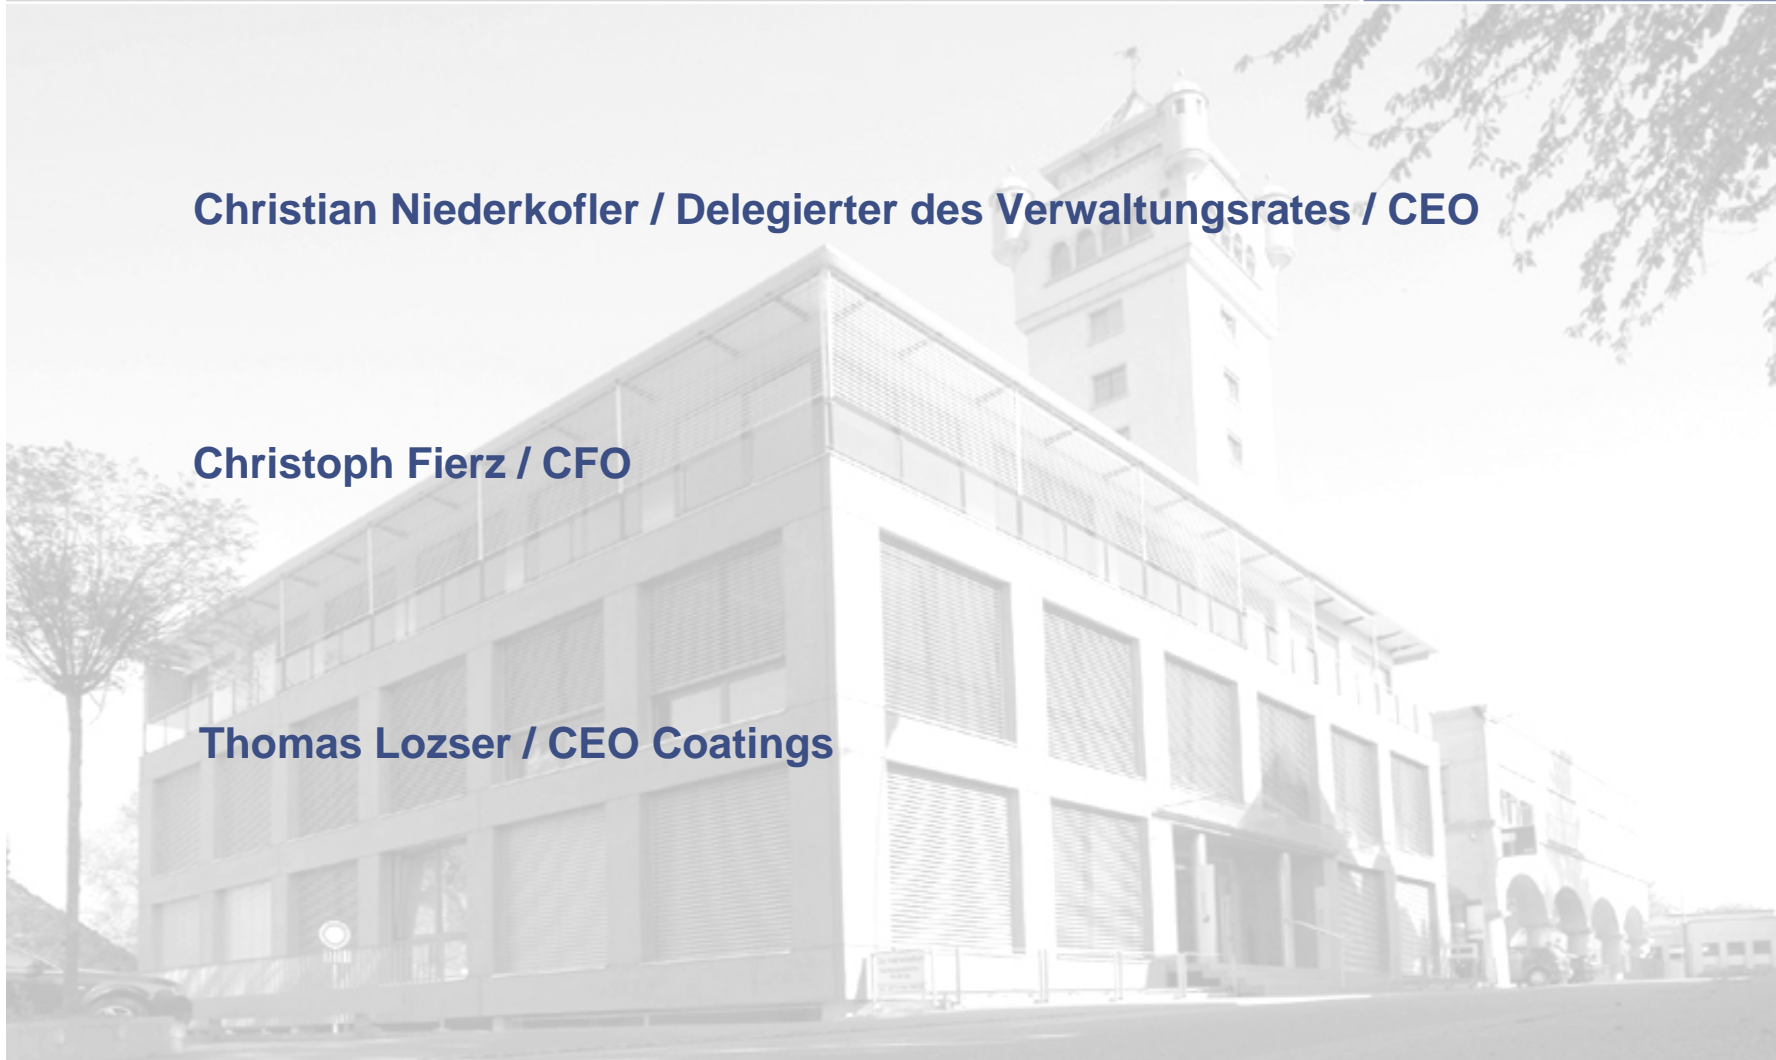 Christian Niederkofler / Delegierter des Verwaltungsrates / CEO
Christoph Fierz / CFO
Thomas Lozser / CEO Coatings